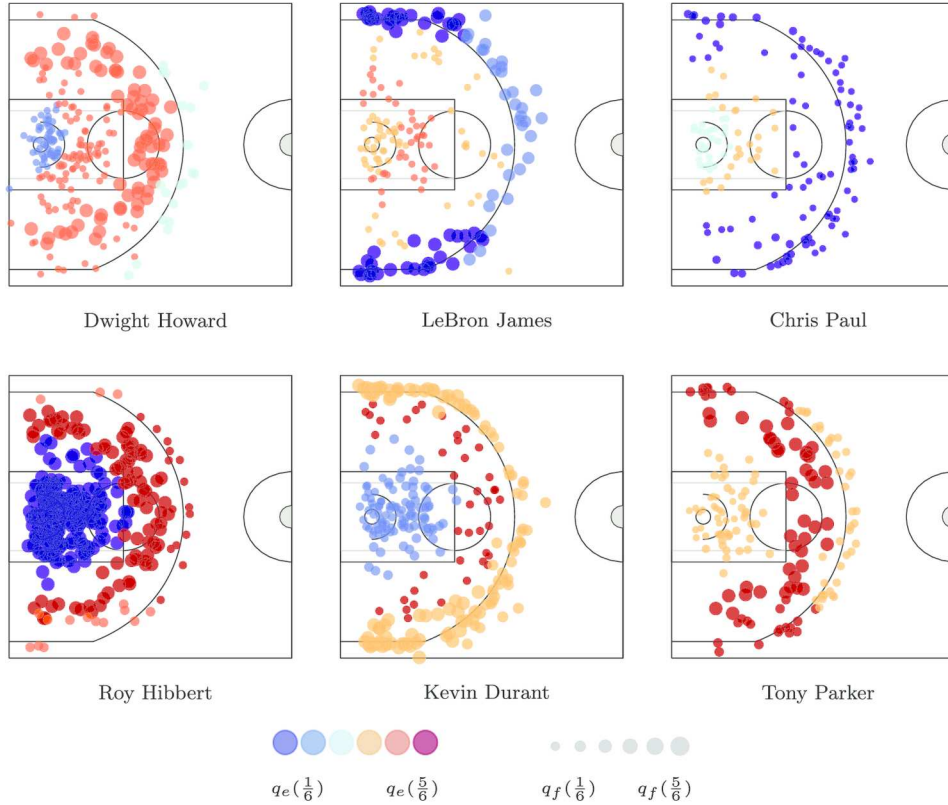 Dwight Howard
LeBron James
Chris Paul
Roy Hibbert
Kevin Durant
Tony Parker
q_e(1/6) q_e(5/6) q_f(1/6) q_f(5/6)